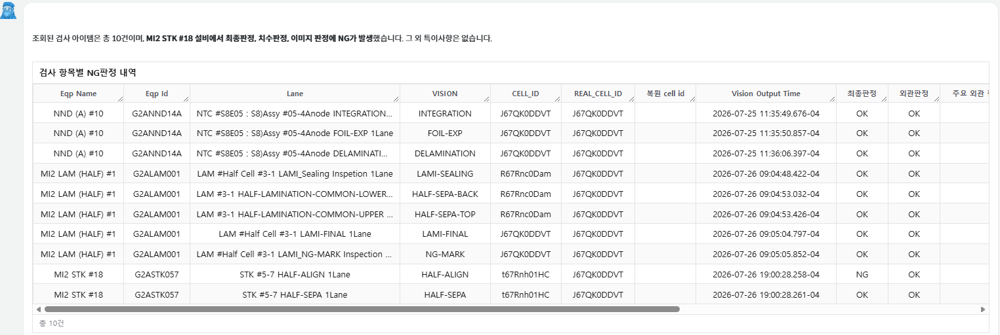 조회된 검사 아이템은 총 10건이며, MI2 STK #18 설비에서 최종판정, 치수판정, 이미지 판정에 NG가 발생했습니다. 그 외 특이사항은 없습니다.
검사 항목별 NG판정 내역
Eqp Name Eqp Id Lane VISION CELL_ID REAL_CELL_ID 복원 cell id Vision Output Time 최종판정 외관판정 주요 외관
NND (A) #10 G2ANND14A NTC #S8E05 : S8)Assy #05-4Anode INTEGRATION... INTEGRATION J67QK0DDVT J67QK0DDVT 2026-07-25 11:35:49.676-04 OK OK
NND (A) #10 G2ANND14A NTC #S8E05 : S8)Assy #05-4Anode FOIL-EXP 1Lane FOIL-EXP J67QK0DDVT J67QK0DDVT 2026-07-25 11:35:50.857-04 OK OK
NND (A) #10 G2ANND14A NTC #S8E05 : S8)Assy #05-4Anode DELAMINATI... DELAMINATION J67QK0DDVT J67QK0DDVT 2026-07-25 11:36:06.397-04 OK OK
MI2 LAM (HALF) #1 G2ALAM001 LAM #Half Cell #3-1 LAMI_Sealing Inspetion 1Lane LAMI-SEALING R67Rnc0Dam J67QK0DDVT 2026-07-26 09:04:48.422-04 OK OK
MI2 LAM (HALF) #1 G2ALAM001 LAM #3-1 HALF-LAMINATION-COMMON-LOWER... HALF-SEPA-BACK R67Rnc0Dam J67QK0DDVT 2026-07-26 09:04:53.032-04 OK OK
MI2 LAM (HALF) #1 G2ALAM001 LAM #3-1 HALF-LAMINATION-COMMON-UPPER ... HALF-SEPA-TOP R67Rnc0Dam J67QK0DDVT 2026-07-26 09:04:53.426-04 OK OK
MI2 LAM (HALF) #1 G2ALAM001 LAM #Half Cell #3-1 LAMI-FINAL 1Lane LAMI-FINAL J67QK0DDVT J67QK0DDVT 2026-07-26 09:05:04.797-04 OK OK
MI2 LAM (HALF) #1 G2ALAM001 LAM #Half Cell #3-1 LAMI_NG-MARK Inspection ... NG-MARK J67QK0DDVT J67QK0DDVT 2026-07-26 09:05:05.852-04 OK OK
MI2 STK #18 G2ASTK057 STK #5-7 HALF-ALIGN 1Lane HALF-ALIGN t67Rnh01HC J67QK0DDVT 2026-07-26 19:00:28.258-04 NG OK
MI2 STK #18 G2ASTK057 STK #5-7 HALF-SEPA 1Lane HALF-SEPA t67Rnh01HC J67QK0DDVT 2026-07-26 19:00:28.261-04 OK OK
총 10건